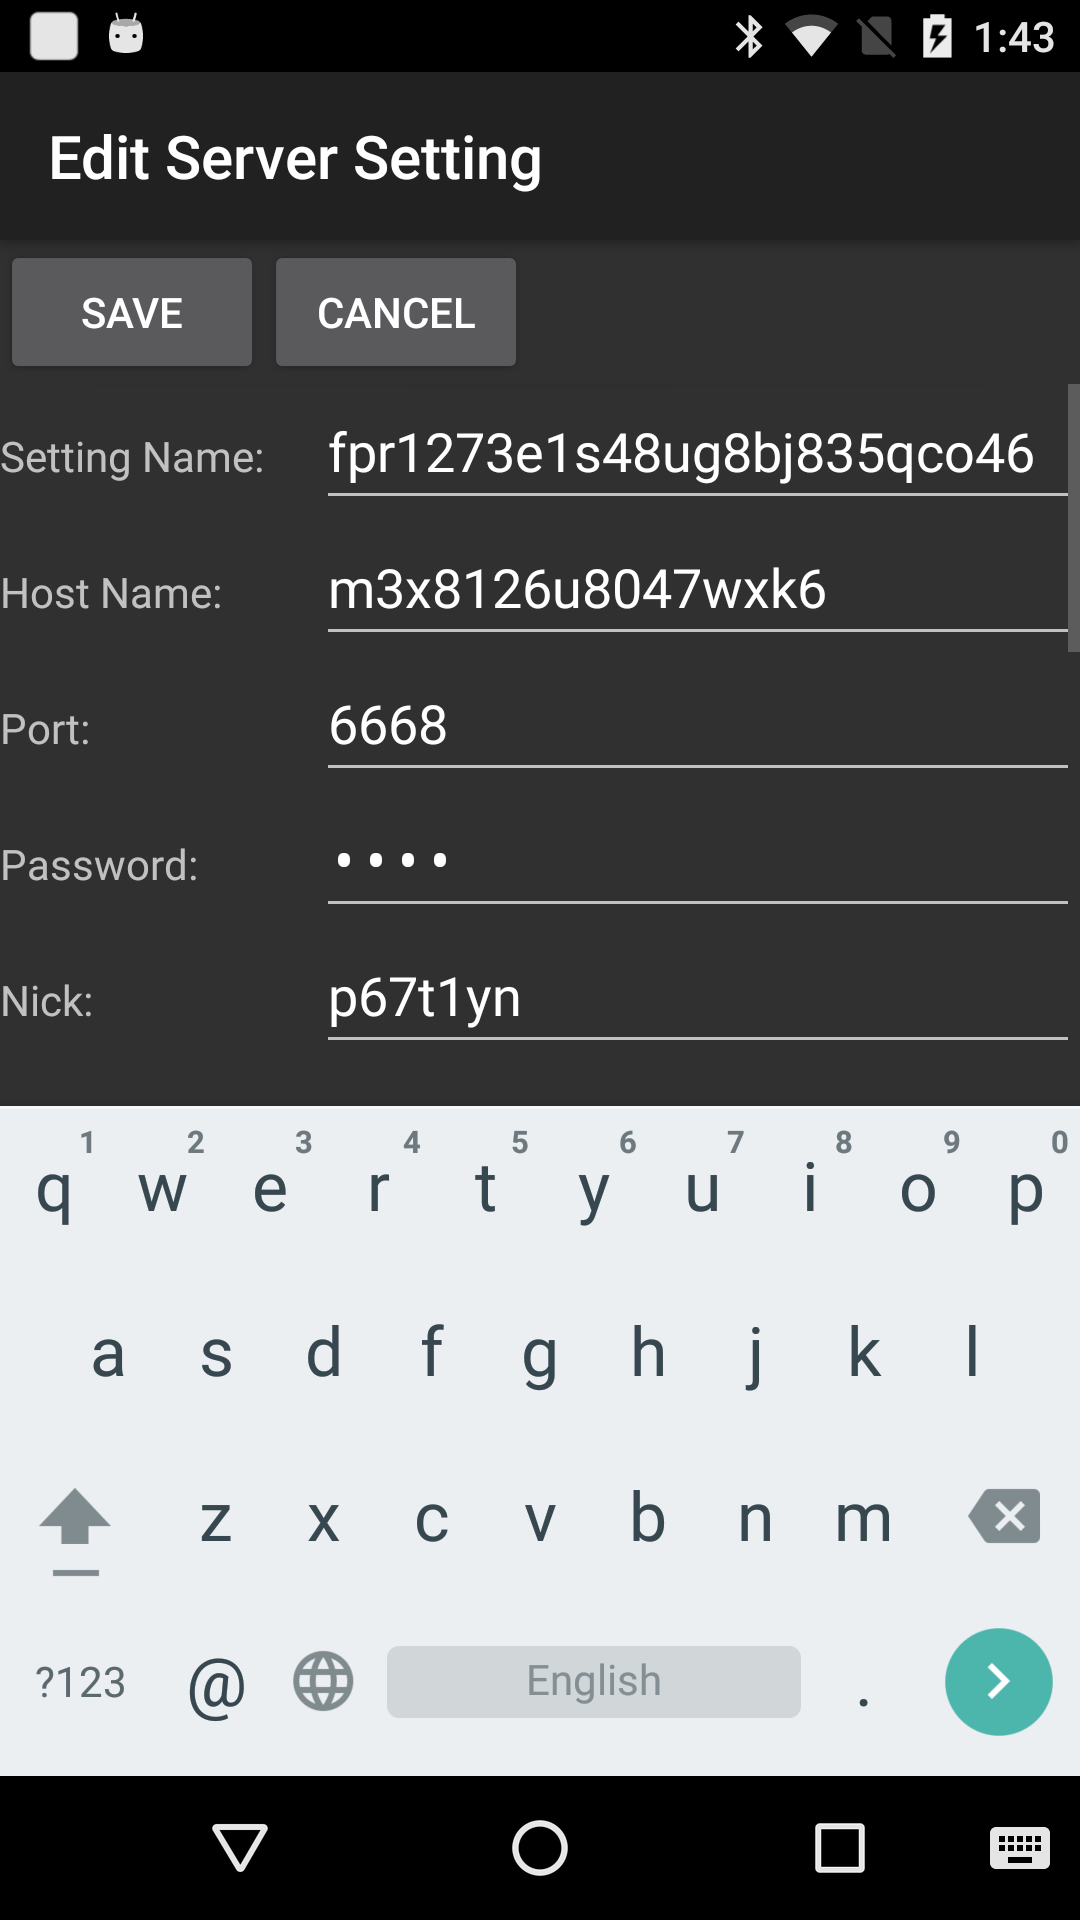 1:43
Edit Server Setting
SAVE CANCEL
Setting Name: fpr1273e1s48ug8bj835qco46
Host Name: m3x8126u8047wxk6
Port: 6668
Password: ••••
Nick: p67t1yn
1 2 3 4 5 6 7 8 9 0
q w e r t y u i o p
a s d f g h j k l
z x c v b n m
?123 @ English .